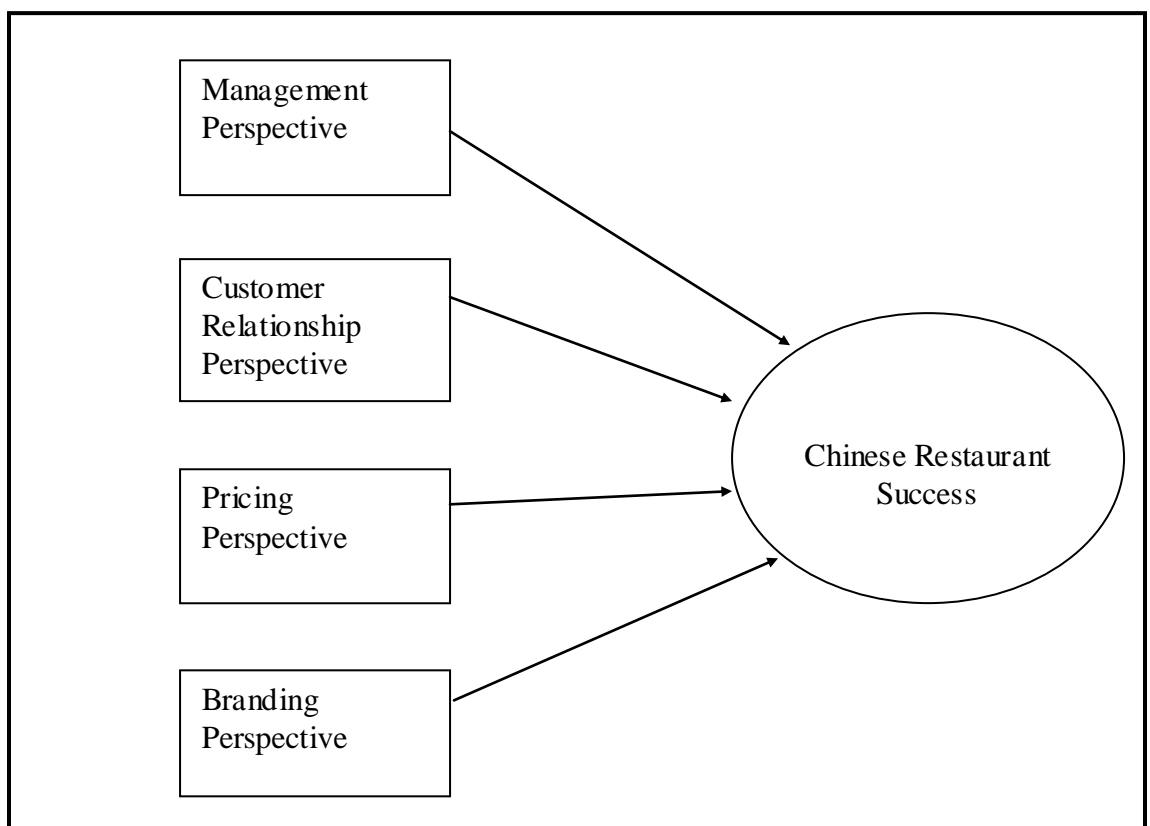 Management
Perspective
Customer
Relationship
Perspective
Pricing
Perspective
Branding
Perspective
Chinese Restaurant
Success